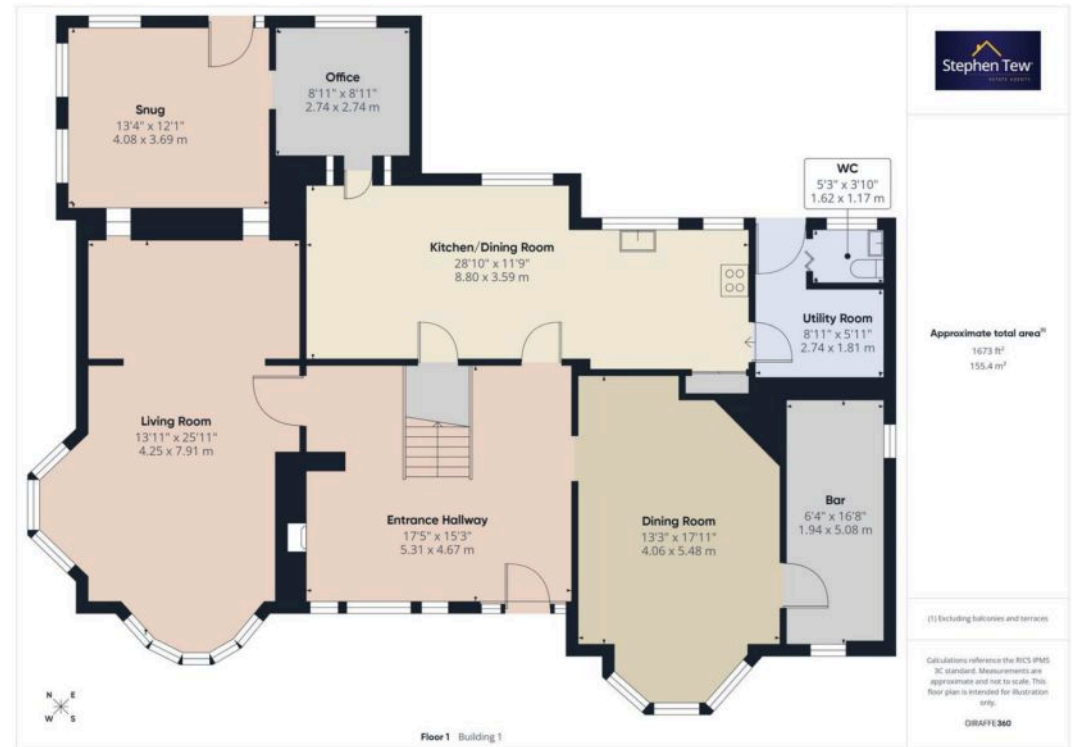 Snug
13'4" x 12'1"
4.08 x 3.69 m
Office
8'11" x 8'11"
2.74 x 2.74 m
WC
5'3" x 3'10"
1.62 x 1.17 m
Kitchen/Dining Room
28'10" x 11'9"
8.80 x 3.59 m
Utility Room
8'11" x 5'11"
2.74 x 1.81 m
Living Room
13'11" x 25'11"
4.25 x 7.91 m
Entrance Hallway
17'5" x 15'3"
5.31 x 4.67 m
Dining Room
13'3" x 17'11"
4.06 x 5.48 m
Bar
6'4" x 16'8"
1.94 x 5.08 m
N E
W S
Floor 1 Building 1
Stephen Tew
ESTATE AGENTS
Approximate total area(1)
1673 ft²
155.4 m²
(1) Excluding balconies and terraces
Calculations reference the RICS IPMS
3C standard. Measurements are
approximate and not to scale. This
floor plan is intended for illustration
only.
GIRAFFE360